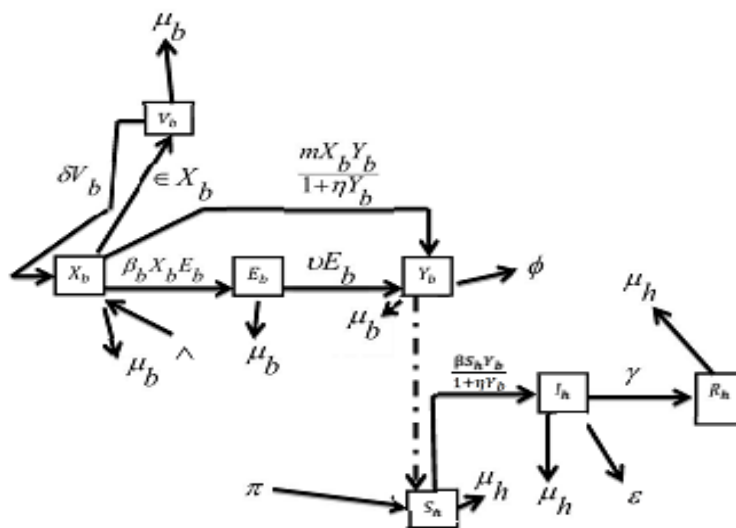 μ_b
V_b
δV_b
∈ X_b
mX_bY_b
1+ηY_b
X_b
β_bX_bE_b
E_b
υE_b
Y_b
ϕ
μ_b
^
μ_b
μ_b
μ_h
βS_hY_b
1+ηY_b
I_h
γ
R_h
π
S_h
μ_h
μ_h
ε